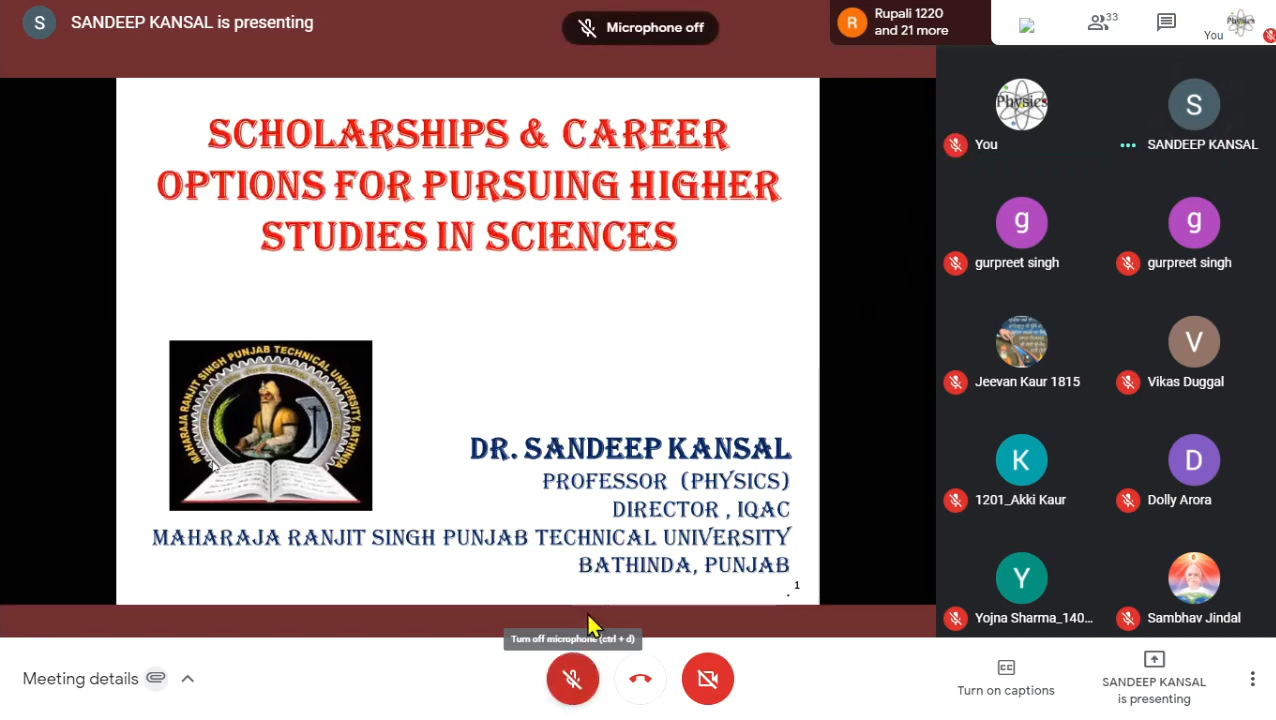 S SANDEEP KANSAL is presenting
Microphone off
R Rupali 1220
and 21 more
33
You
SCHOLARSHIPS & CAREER
OPTIONS FOR PURSUING HIGHER
STUDIES IN SCIENCES
MAHARAJA RANJIT SINGH PUNJAB TECHNICAL UNIVERSITY, BATHINDA
DR. SANDEEP KANSAL
PROFESSOR (PHYSICS)
DIRECTOR , IQAC
MAHARAJA RANJIT SINGH PUNJAB TECHNICAL UNIVERSITY
BATHINDA, PUNJAB
. 1
Physics
You
S
SANDEEP KANSAL
g
gurpreet singh
g
gurpreet singh
Jeevan Kaur 1815
V
Vikas Duggal
K
1201_Akki Kaur
D
Dolly Arora
Y
Yojna Sharma_140...
Sambhav Jindal
Turn off microphone (ctrl + d)
Meeting details
CC
Turn on captions
SANDEEP KANSAL
is presenting